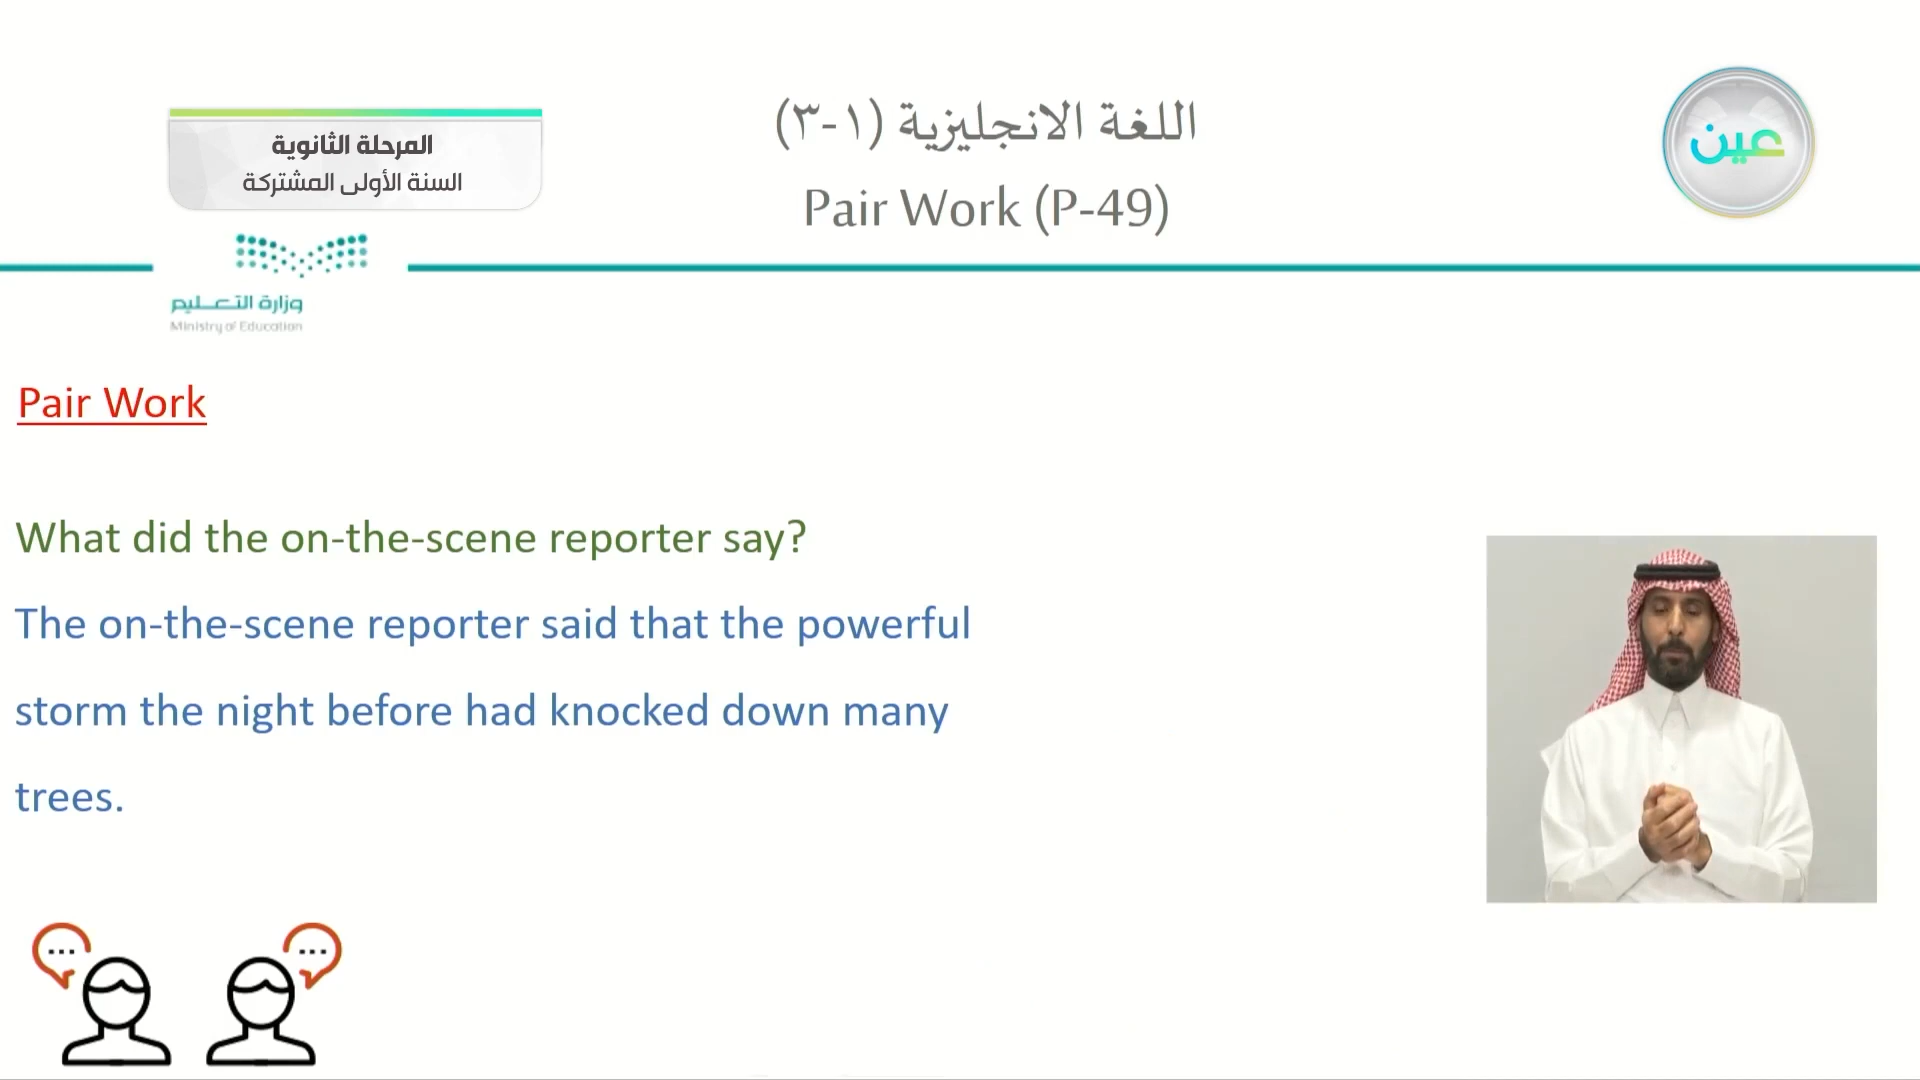 المرحلة الثانوية
السنة الأولى المشتركة
اللغة الانجليزية (١-٣)
Pair Work (P-49)
عين
وزارة التعليم
Ministry of Education
Pair Work
What did the on-the-scene reporter say?
The on-the-scene reporter said that the powerful
storm the night before had knocked down many
trees.